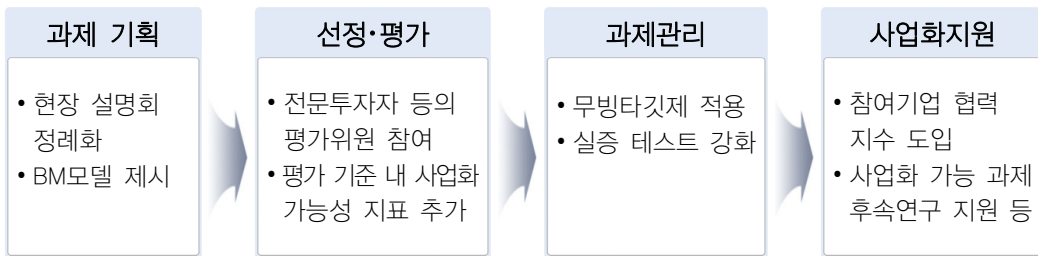 과제 기획
• 현장 설명회
정례화
• BM모델 제시
선정·평가
• 전문투자자 등의
평가위원 참여
• 평가 기준 내 사업화
가능성 지표 추가
과제관리
• 무빙타깃제 적용
• 실증 테스트 강화
사업화지원
• 참여기업 협력
지수 도입
• 사업화 가능 과제
후속연구 지원 등